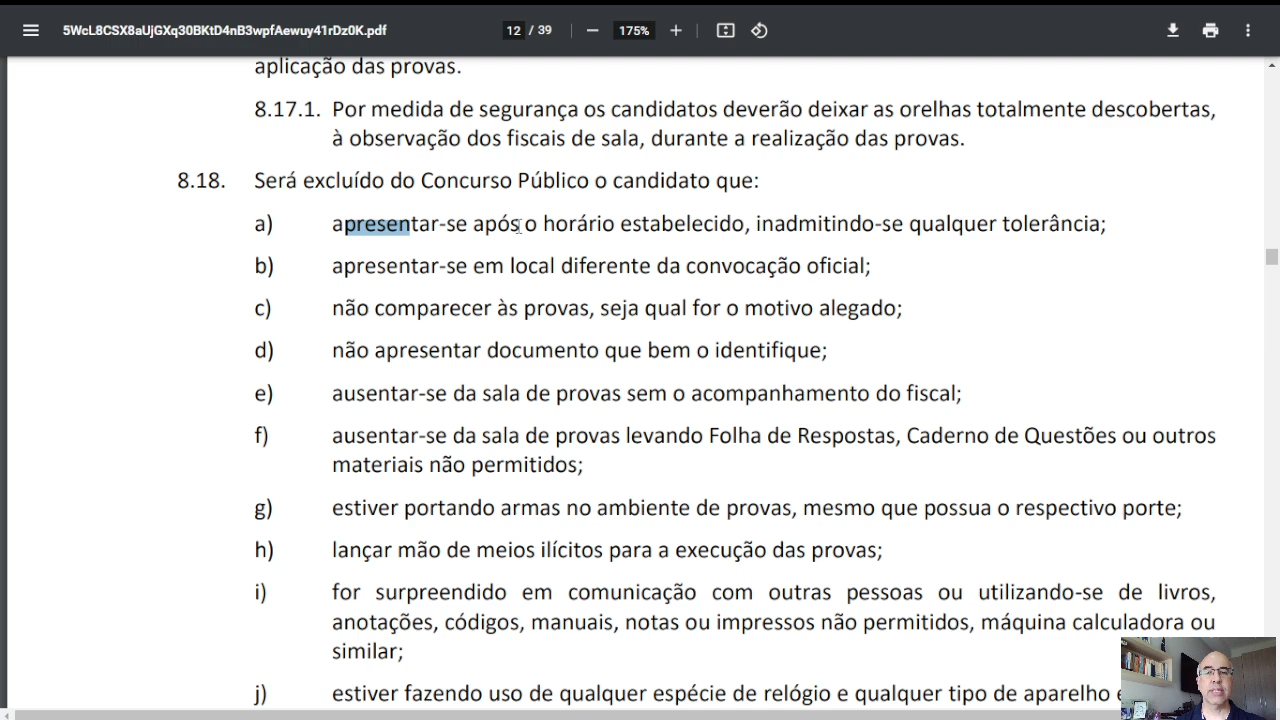 5WcL8CSX8aUjGXq30BKtD4nB3wpfAewuy41rDz0K.pdf 12 / 39 175%
aplicação das provas.
8.17.1. Por medida de segurança os candidatos deverão deixar as orelhas totalmente descobertas,
à observação dos fiscais de sala, durante a realização das provas.
8.18. Será excluído do Concurso Público o candidato que:
a) apresentar-se após o horário estabelecido, inadmitindo-se qualquer tolerância;
b) apresentar-se em local diferente da convocação oficial;
c) não comparecer às provas, seja qual for o motivo alegado;
d) não apresentar documento que bem o identifique;
e) ausentar-se da sala de provas sem o acompanhamento do fiscal;
f) ausentar-se da sala de provas levando Folha de Respostas, Caderno de Questões ou outros
materiais não permitidos;
g) estiver portando armas no ambiente de provas, mesmo que possua o respectivo porte;
h) lançar mão de meios ilícitos para a execução das provas;
i) for surpreendido em comunicação com outras pessoas ou utilizando-se de livros,
anotações, códigos, manuais, notas ou impressos não permitidos, máquina calculadora ou
similar;
j) estiver fazendo uso de qualquer espécie de relógio e qualquer tipo de aparelho